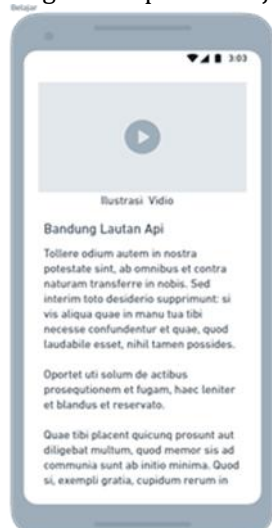 Belajar
3:03
Ilustrasi Vidio
Bandung Lautan Api
Tollere odium autem in nostra
potestate sint, ab omnibus et contra
naturam transferre in nobis. Sed
interim toto desiderio supprimunt: si
vis aliqua quae in manu tua tibi
necesse confundentur et quae, quod
laudabile esset, nihil tamen possides.
Oportet uti solum de actibus
prosequtionem et fugam, haec leniter
et blandus et reservato.
Quae tibi placent quicunq prosunt aut
diligebat multum, quod memor sis ad
communia sunt ab initio minima. Quod
si, exempli gratia, cupidum rerum in